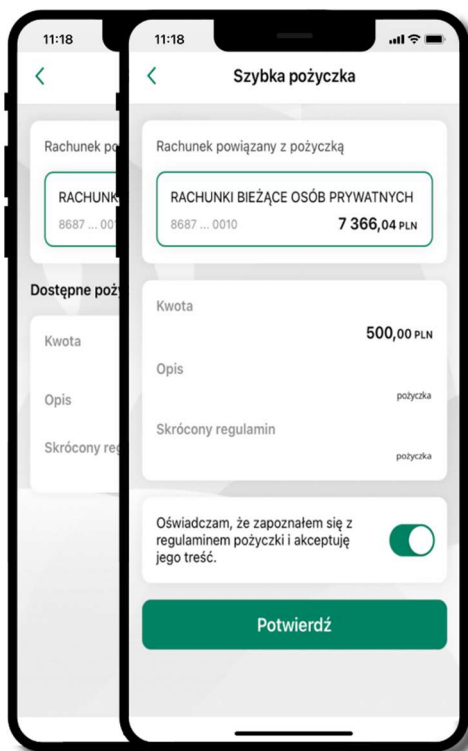 11:18
Rachunek po
RACHUNK
8687 ... 001
Dostępne poży
Kwota
Opis
Skrócony reg
11:18
Szybka pożyczka
Rachunek powiązany z pożyczką
RACHUNKI BIEŻĄCE OSÓB PRYWATNYCH
8687 ... 0010 7 366,04 PLN
Kwota
500,00 PLN
Opis
pożyczka
Skrócony regulamin
pożyczka
Oświadczam, że zapoznałem się z
regulaminem pożyczki i akceptuję
jego treść.
Potwierdź